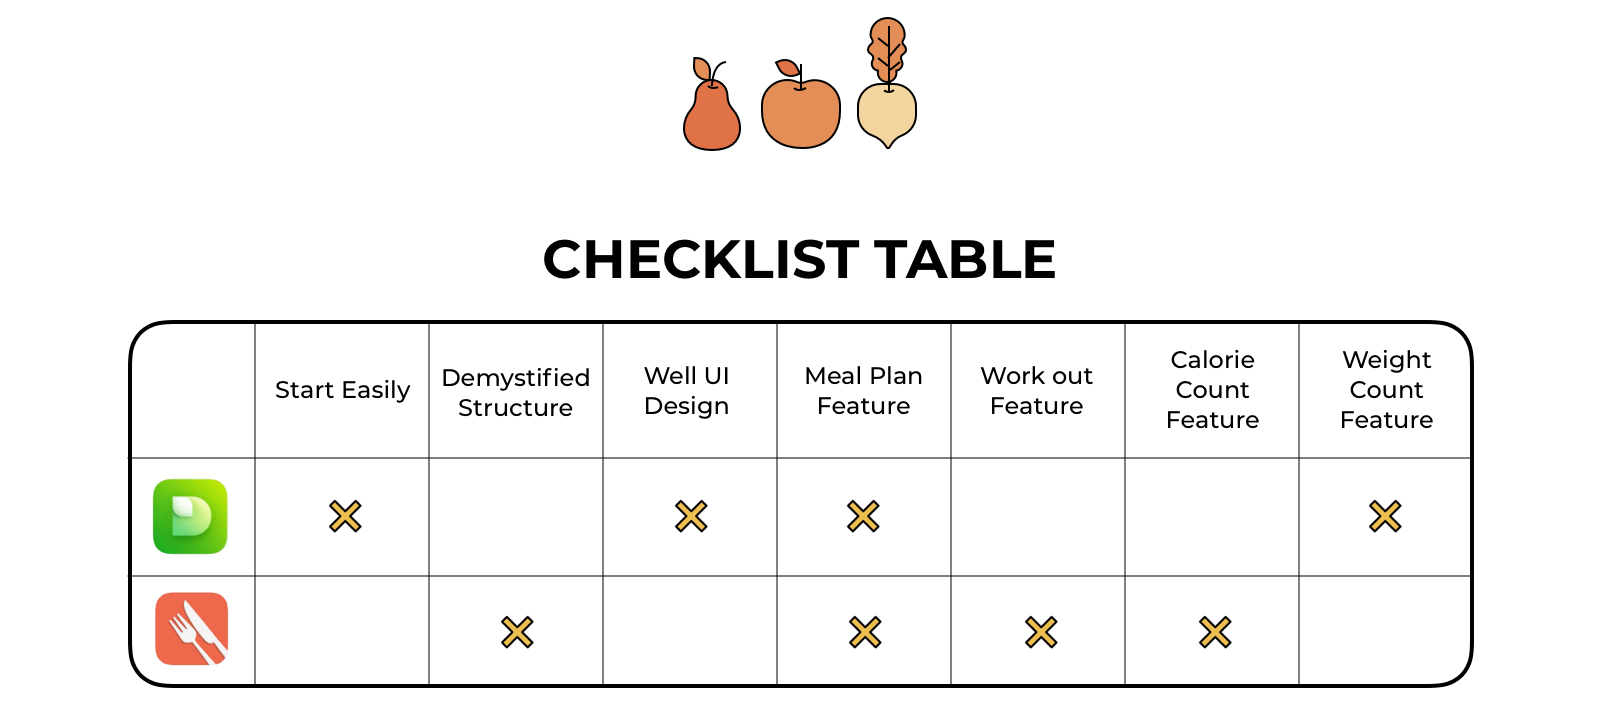 CHECKLIST TABLE
Start Easily
Demystified
Structure
Well UI
Design
Meal Plan
Feature
Work out
Feature
Calorie
Count
Feature
Weight
Count
Feature